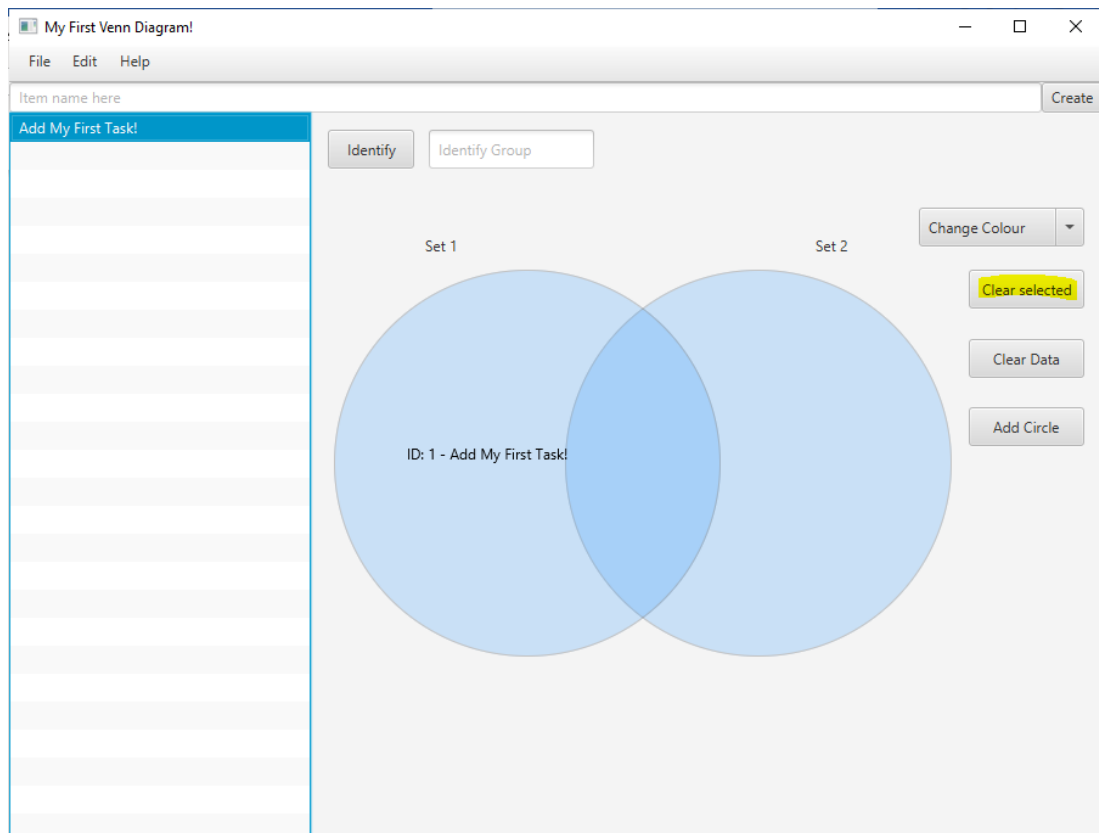 My First Venn Diagram!
File Edit Help
Item name here
Create
Add My First Task!
Identify
Identify Group
Change Colour
Set 1
Set 2
Clear selected
Clear Data
Add Circle
ID: 1 - Add My First Task!